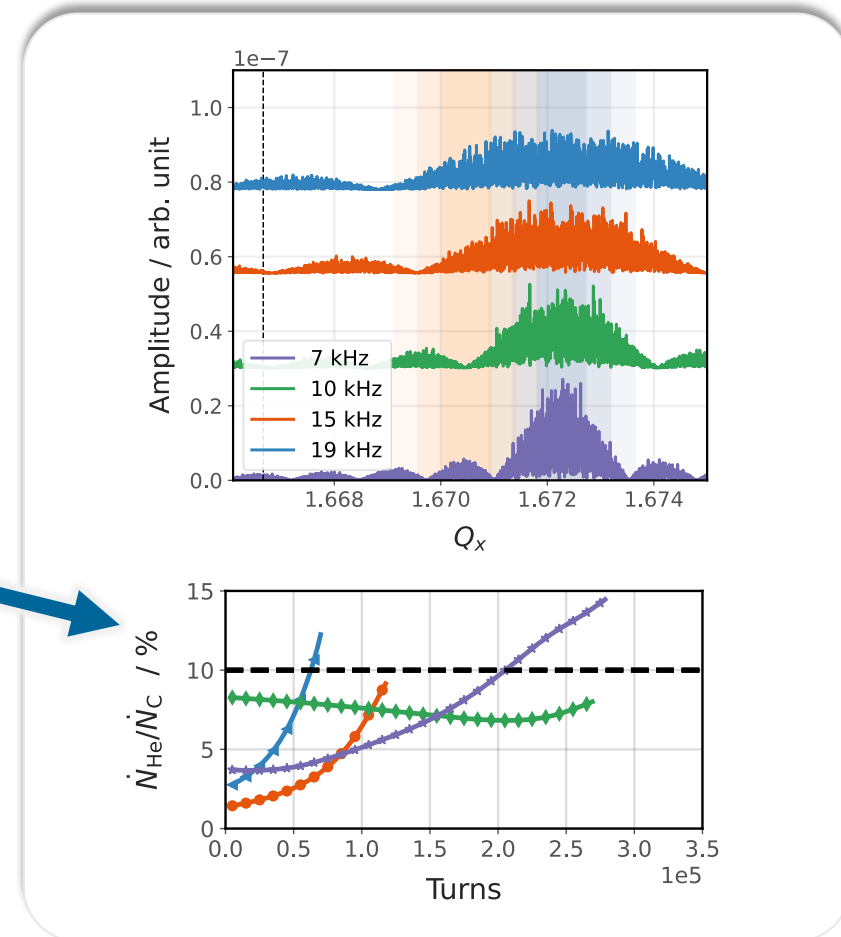 1e−7
Amplitude / arb. unit
1.0
0.8
0.6
0.4
0.2
0.0
7 kHz
10 kHz
15 kHz
19 kHz
1.668 1.670 1.672 1.674
Qx
ṄHe/ṄC / %
15
10
5
0
0.0 0.5 1.0 1.5 2.0 2.5 3.0 3.5
1e5
Turns